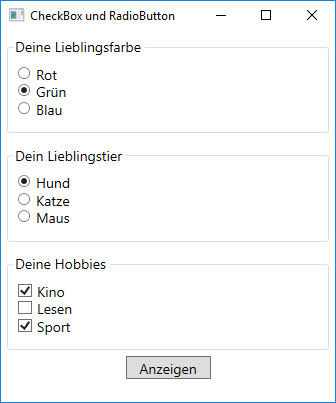 CheckBox und RadioButton
Deine Lieblingsfarbe
Rot
Grün
Blau
Dein Lieblingstier
Hund
Katze
Maus
Deine Hobbies
Kino
Lesen
Sport
Anzeigen